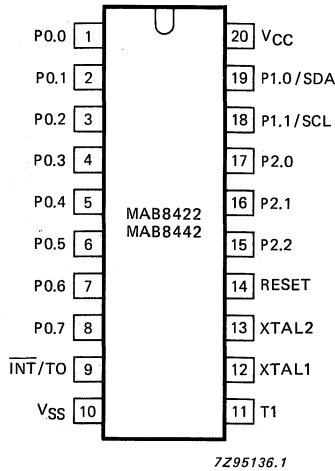 P0.0 1 20 VCC
P0.1 2 19 P1.0/SDA
P0.2 3 18 P1.1/SCL
P0.3 4 17 P2.0
P0.4 5 16 P2.1
MAB8422
MAB8442
P0.5 6 15 P2.2
P0.6 7 14 RESET
P0.7 8 13 XTAL2
INT/TO 9 12 XTAL1
VSS 10 11 T1
7Z95136.1